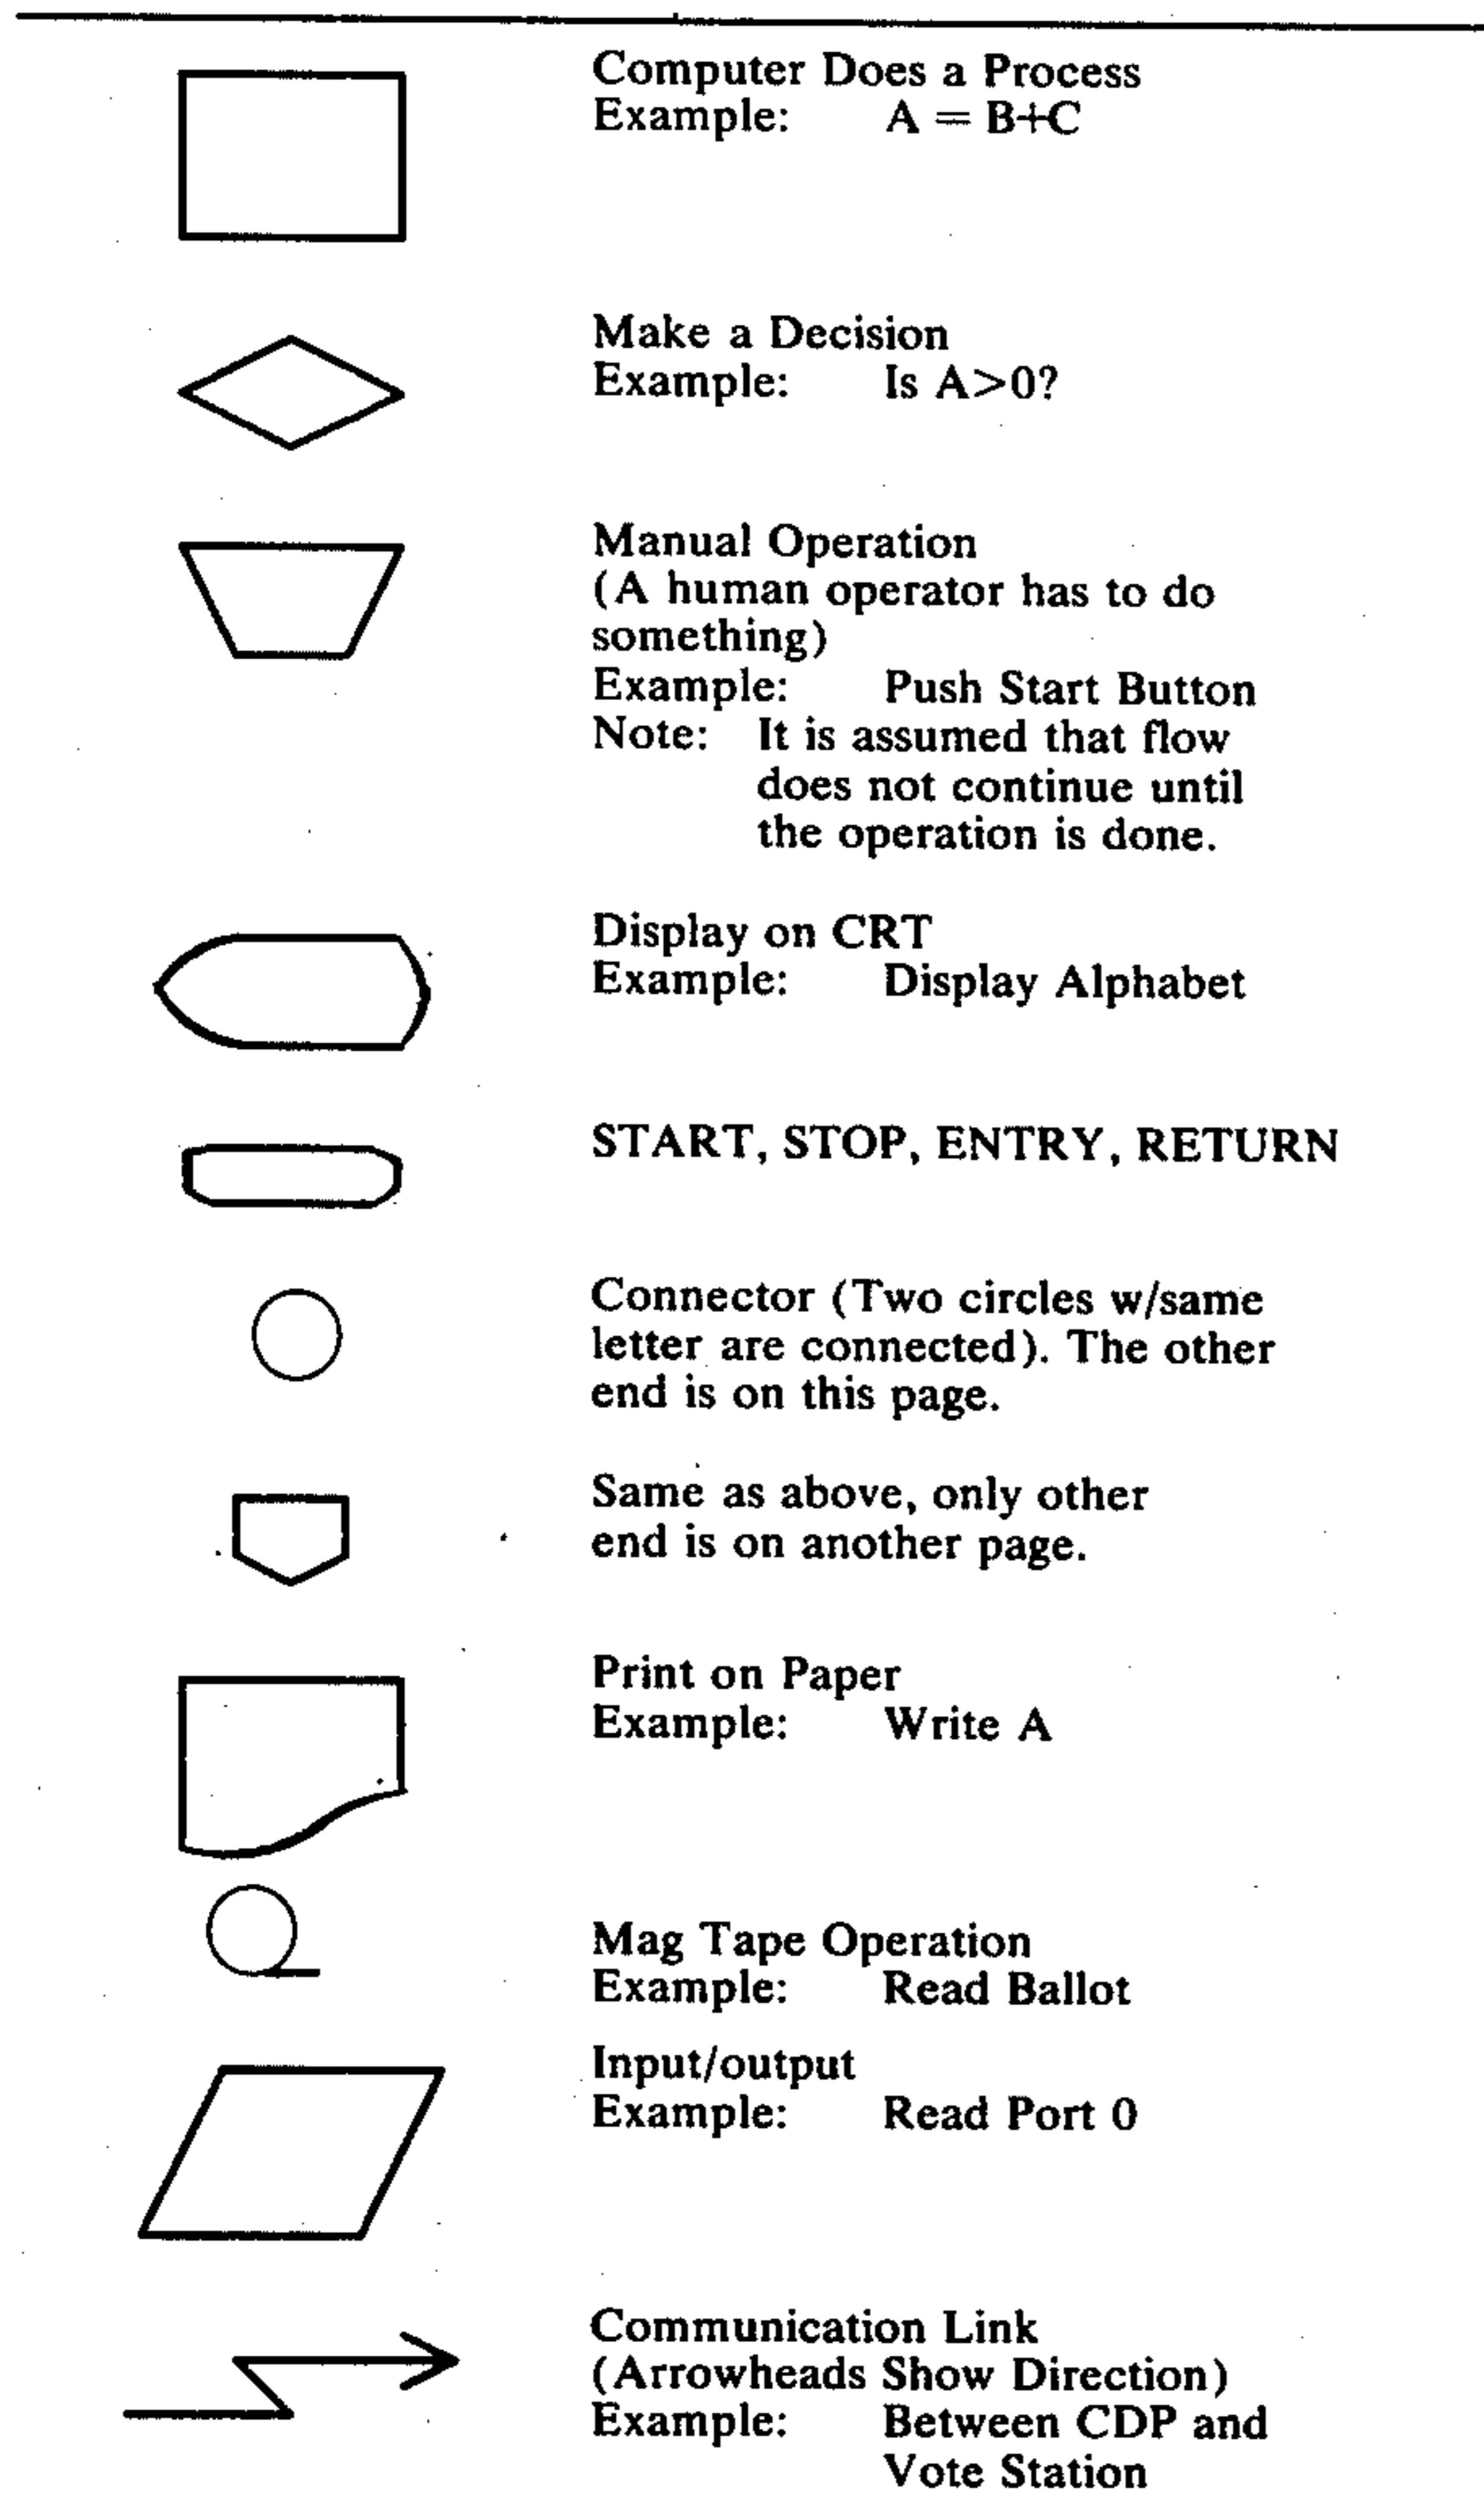 Computer Does a Process
Example: A = B+C
Make a Decision
Example: Is A>0?
Manual Operation
(A human operator has to do
something)
Example: Push Start Button
Note: It is assumed that flow
does not continue until
the operation is done.
Display on CRT
Example: Display Alphabet
START, STOP, ENTRY, RETURN
Connector (Two circles w/same
letter are connected). The other
end is on this page.
Same as above, only other
end is on another page.
Print on Paper
Example: Write A
Mag Tape Operation
Example: Read Ballot
Input/output
Example: Read Port 0
Communication Link
(Arrowheads Show Direction)
Example: Between CDP and
Vote Station